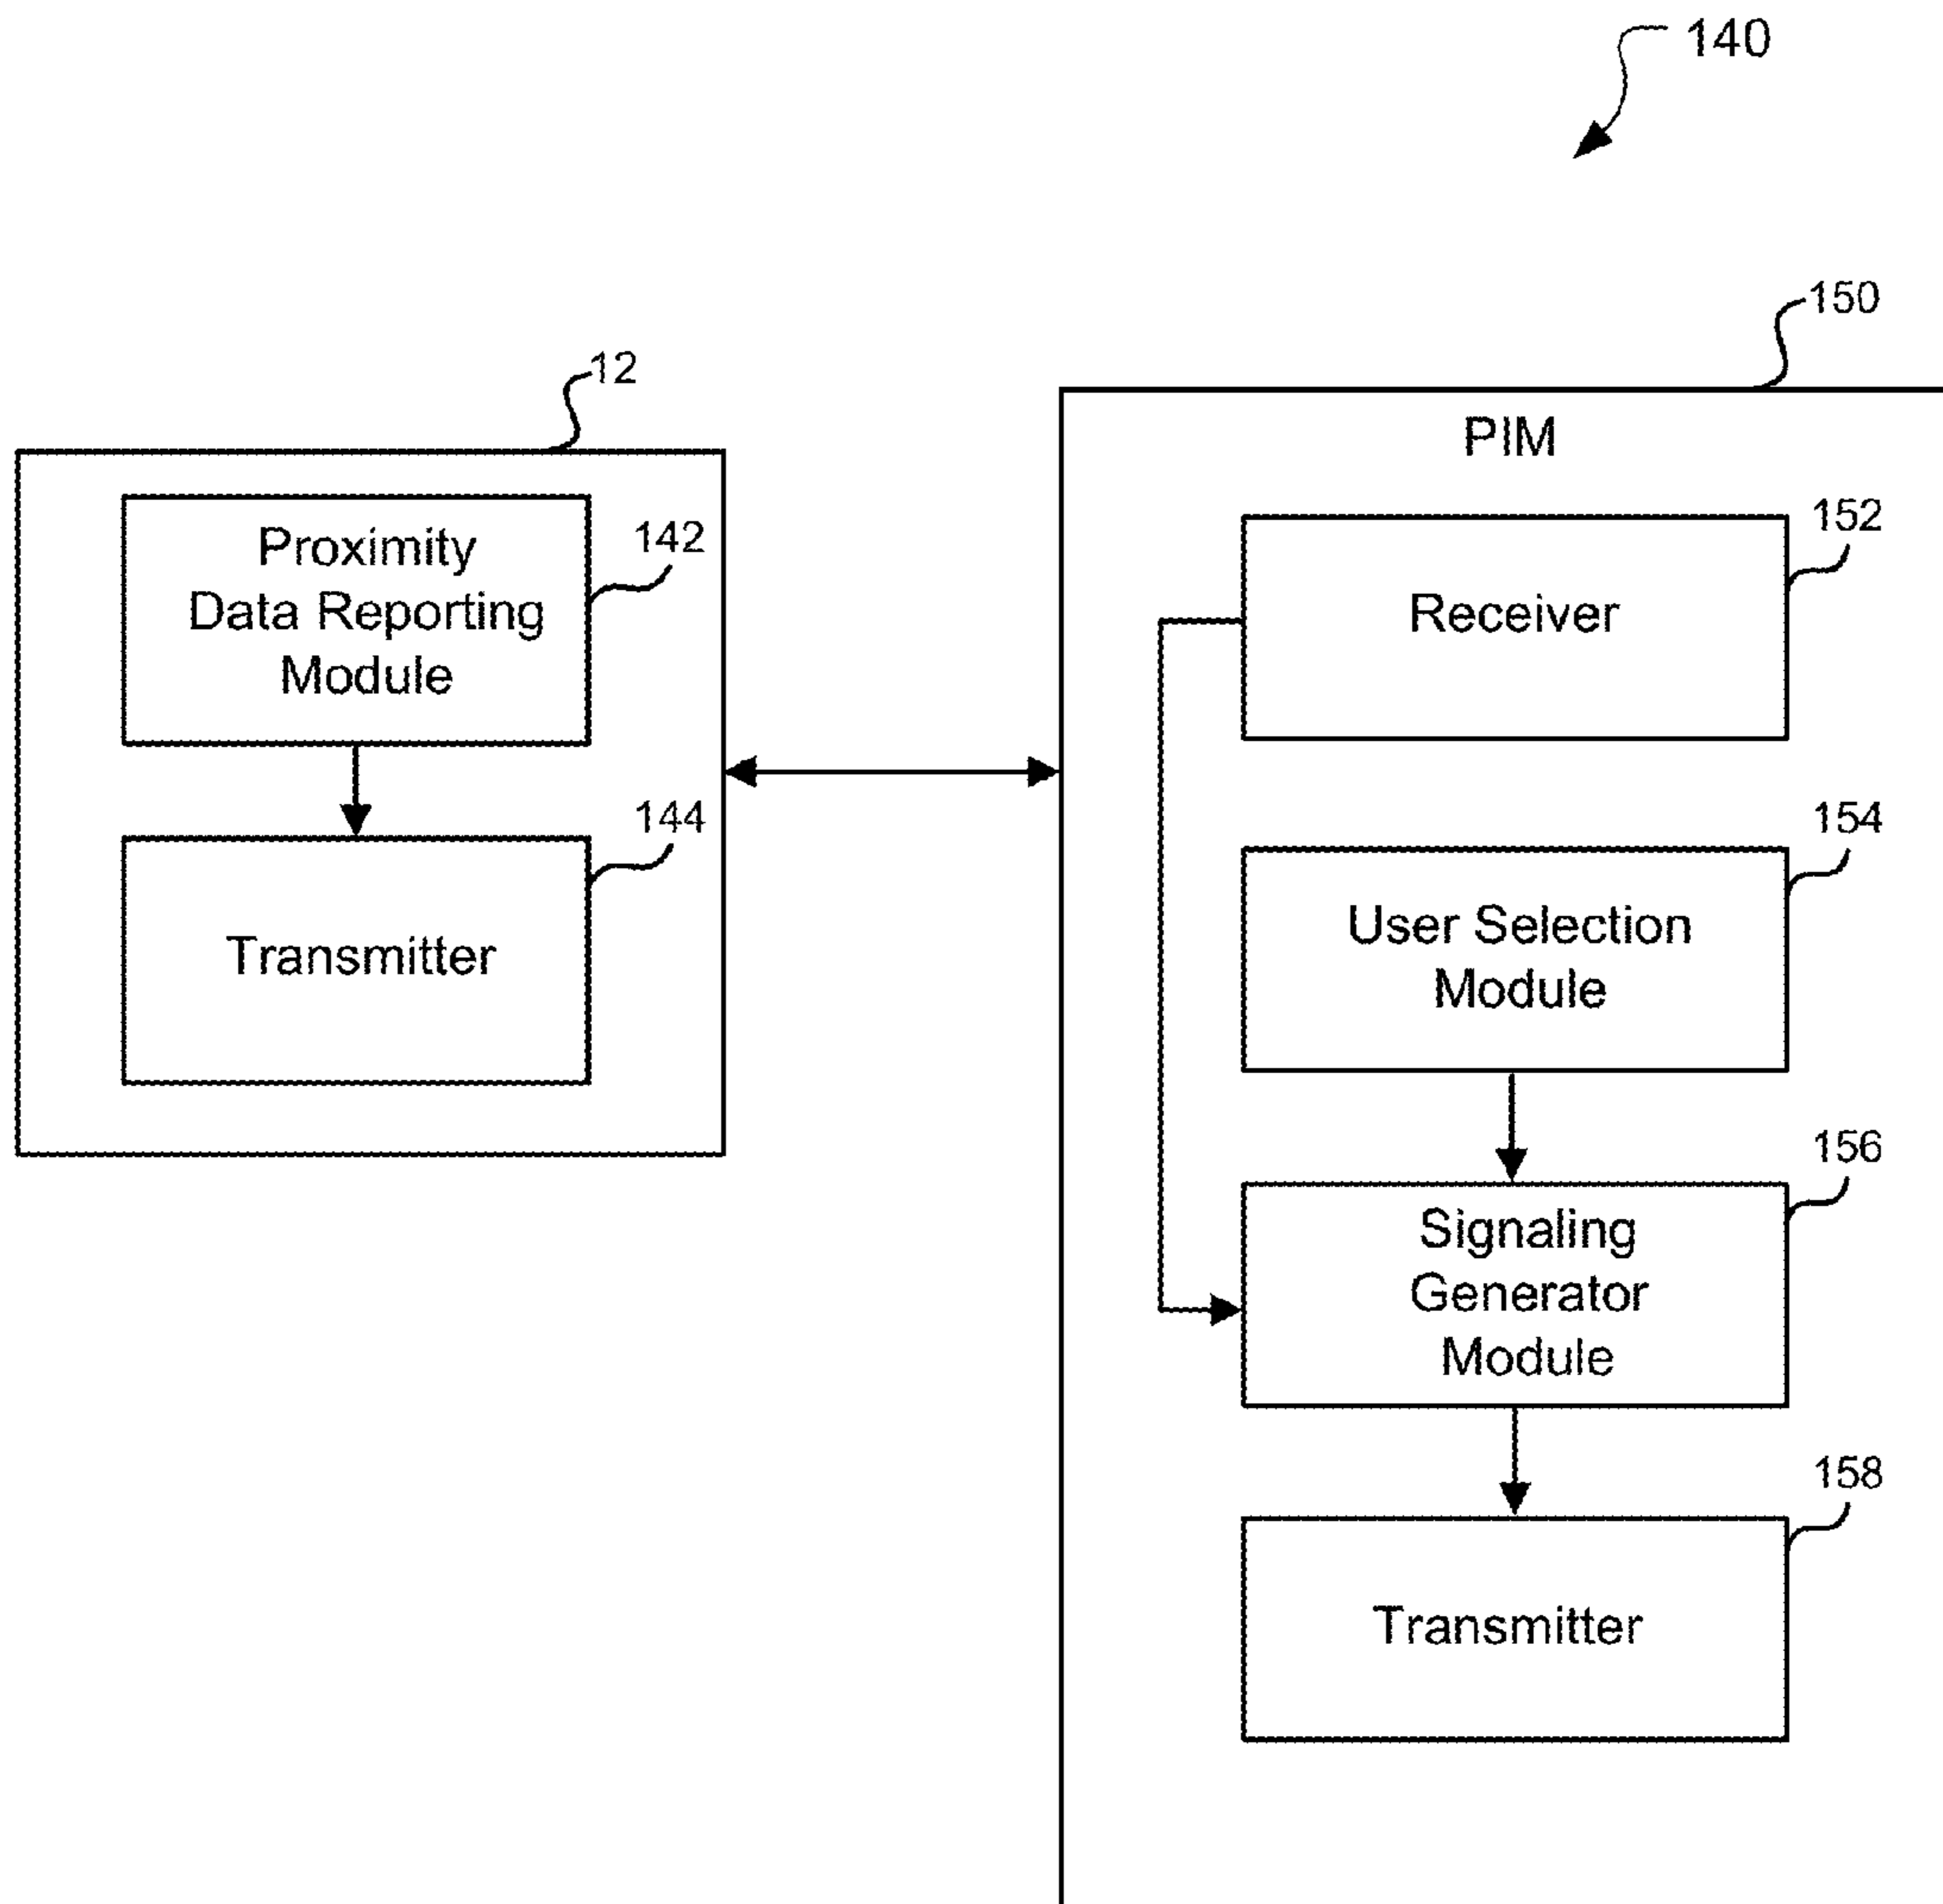 140
150
12
PIM
Proximity
Data Reporting
Module
142
152
Receiver
144
Transmitter
154
User Selection
Module
156
Signaling
Generator
Module
158
Transmitter